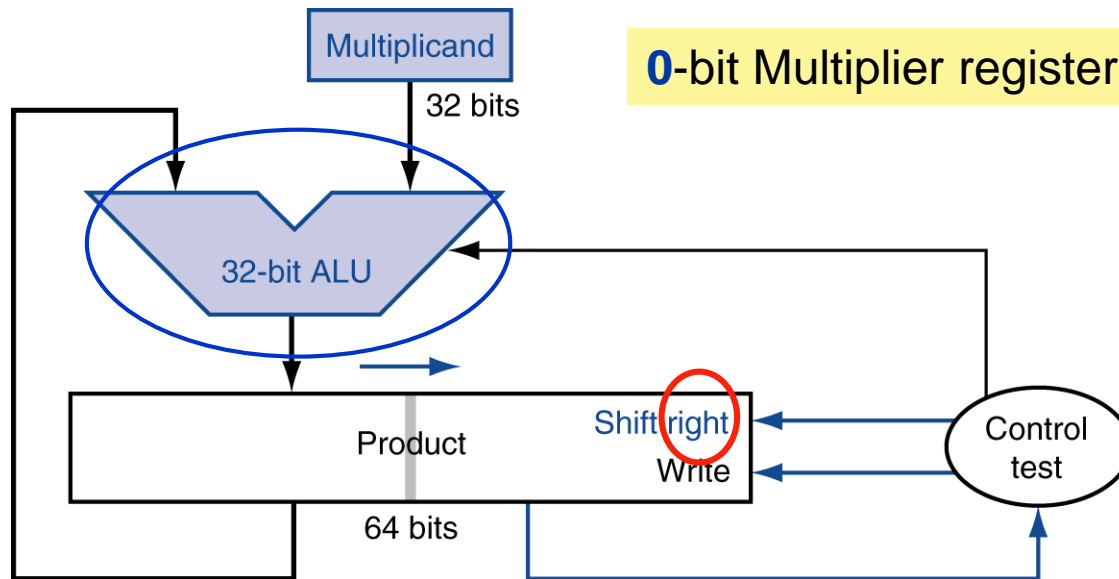 Multiplicand
0-bit Multiplier register
32 bits
32-bit ALU
Shift right
Product
Write
Control
test
64 bits